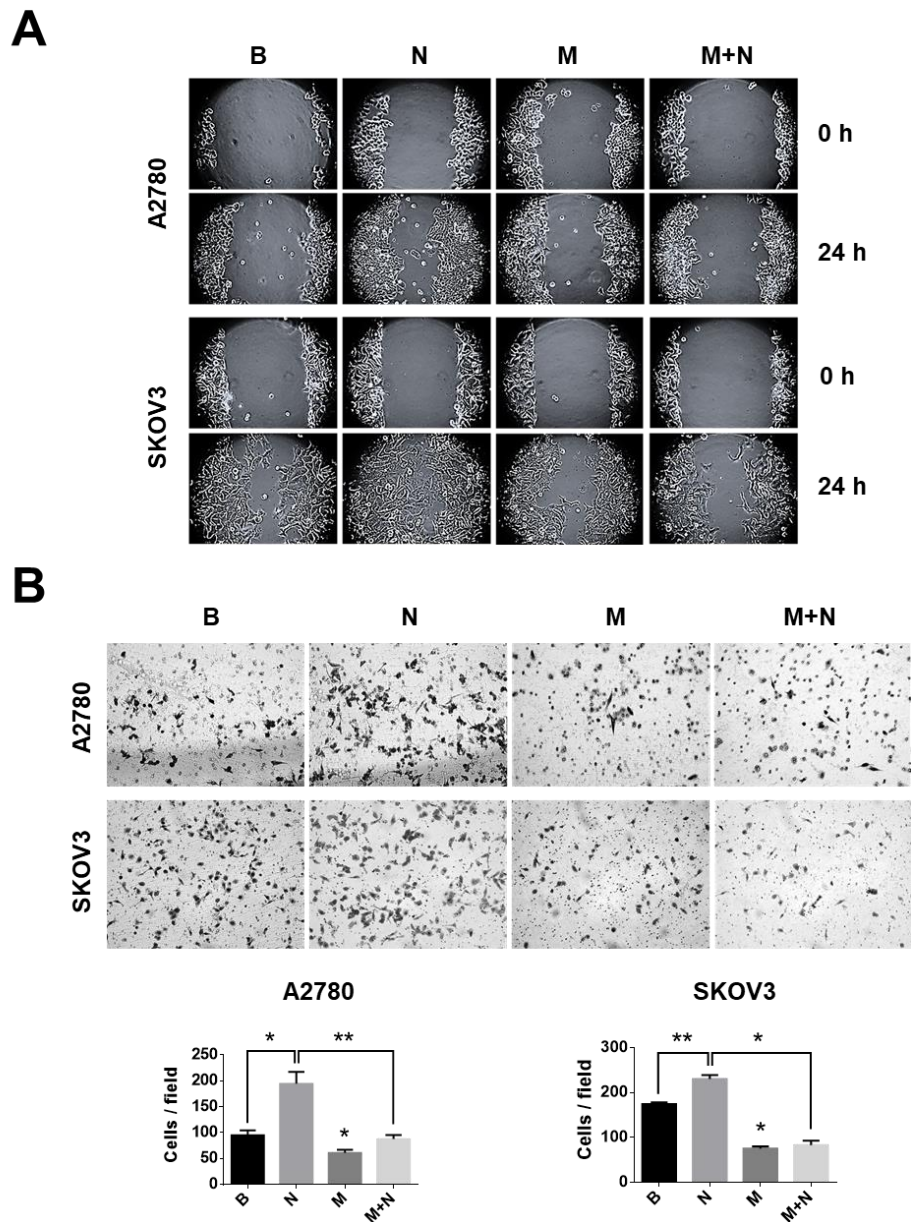 A
B N M M+N
A2780
0 h
24 h
SKOV3
0 h
24 h
B
B N M M+N
A2780
SKOV3
A2780
* **
Cells / field
250
200
150
100
50
0
*
B N M M+N
SKOV3
** *
Cells / field
300
200
100
0
*
B N M M+N